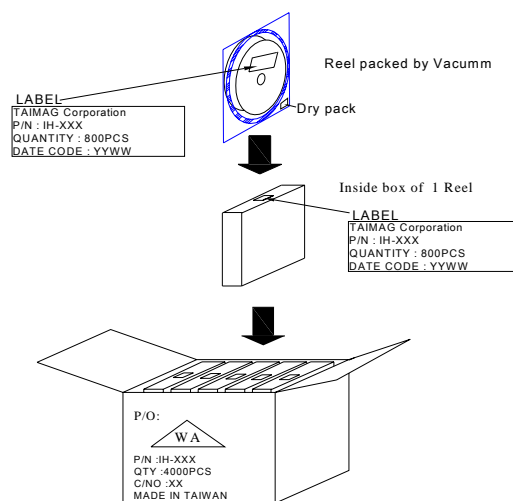 Reel packed by Vacumm
LABEL
TAIMAG Corporation
P/N : IH-XXX
QUANTITY : 800PCS
DATE CODE : YYWW
Dry pack
Inside box of 1 Reel
LABEL
TAIMAG Corporation
P/N : IH-XXX
QUANTITY : 800PCS
DATE CODE : YYWW
P/O:
WA
P/N :IH-XXX
QTY :4000PCS
C/NO :XX
MADE IN TAIWAN